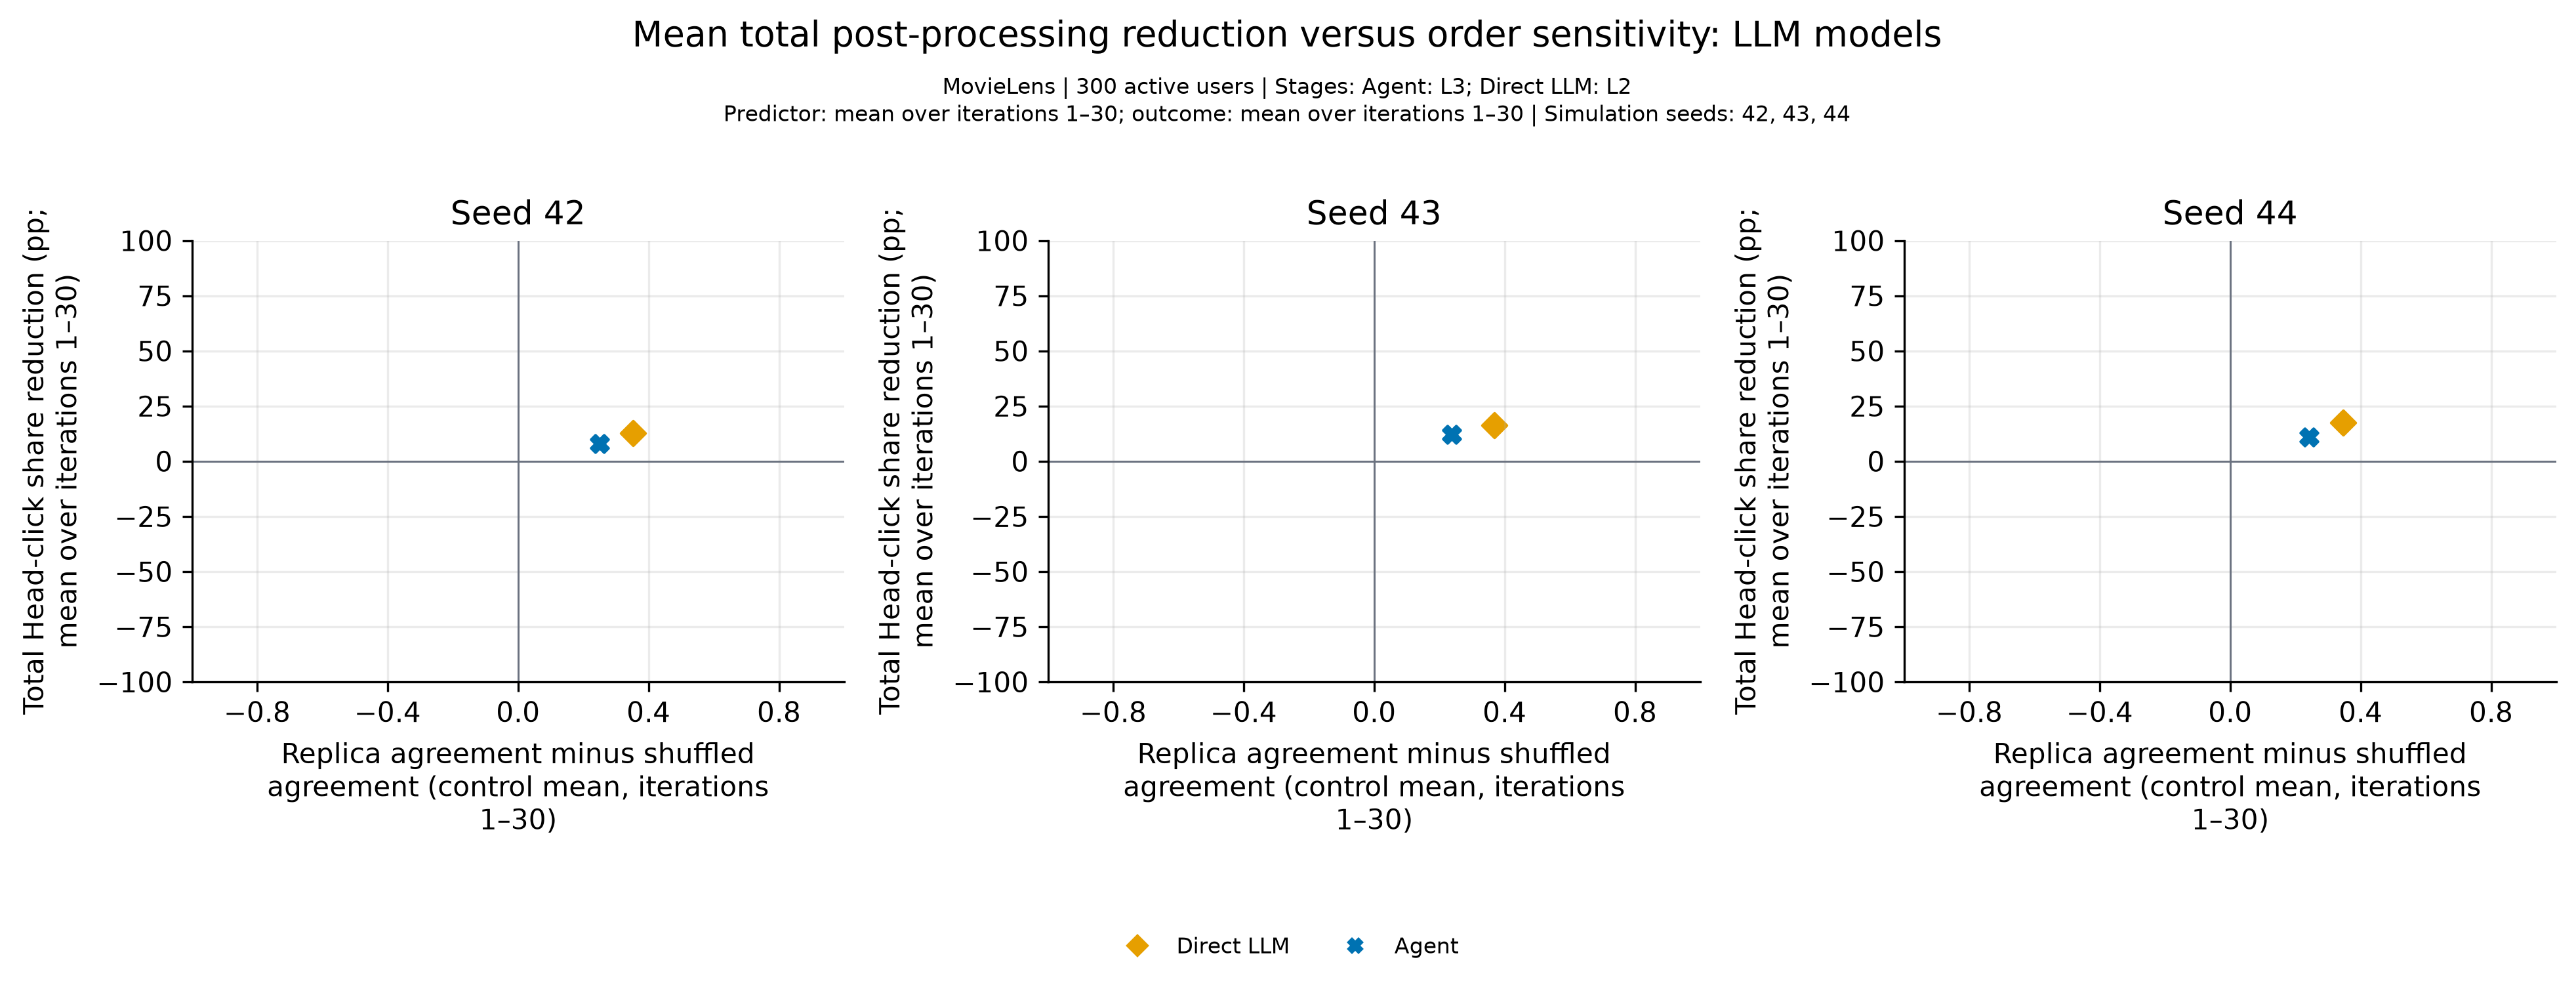 Mean total post-processing reduction versus order sensitivity: LLM models
MovieLens | 300 active users | Stages: Agent: L3; Direct LLM: L2
Predictor: mean over iterations 1–30; outcome: mean over iterations 1–30 | Simulation seeds: 42, 43, 44
Seed 42
Total Head-click share reduction (pp;
mean over iterations 1–30)
100
75
50
25
0
−25
−50
−75
−100
−0.8 −0.4 0.0 0.4 0.8
Replica agreement minus shuffled
agreement (control mean, iterations
1–30)
Seed 43
Total Head-click share reduction (pp;
mean over iterations 1–30)
100
75
50
25
0
−25
−50
−75
−100
−0.8 −0.4 0.0 0.4 0.8
Replica agreement minus shuffled
agreement (control mean, iterations
1–30)
Seed 44
Total Head-click share reduction (pp;
mean over iterations 1–30)
100
75
50
25
0
−25
−50
−75
−100
−0.8 −0.4 0.0 0.4 0.8
Replica agreement minus shuffled
agreement (control mean, iterations
1–30)
Direct LLM Agent